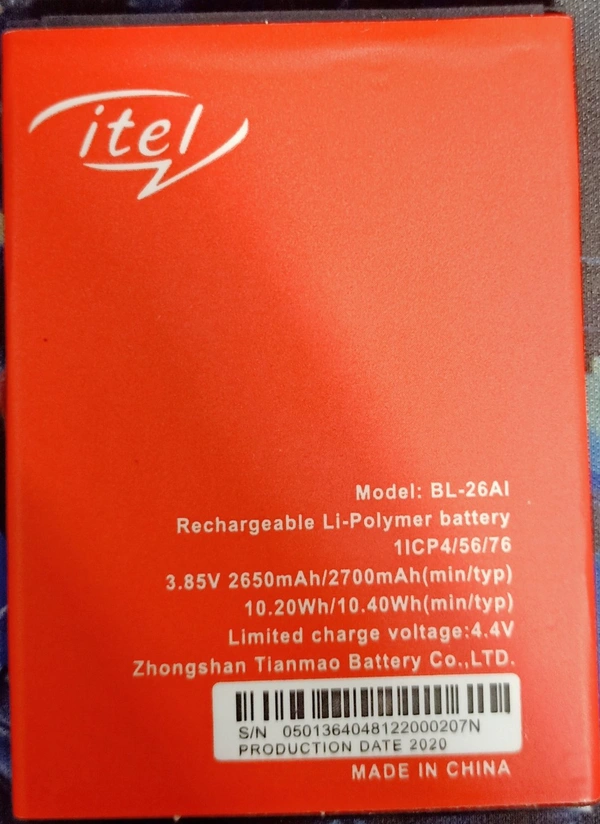 itel
Model: BL-26AI
Rechargeable Li-Polymer battery
1ICP4/56/76
3.85V 2650mAh/2700mAh(min/typ)
10.20Wh/10.40Wh(min/typ)
Limited charge voltage:4.4V
Zhongshan Tianmao Battery Co.,LTD.
S/N 0501364048122000207N
PRODUCTION DATE 2020
MADE IN CHINA